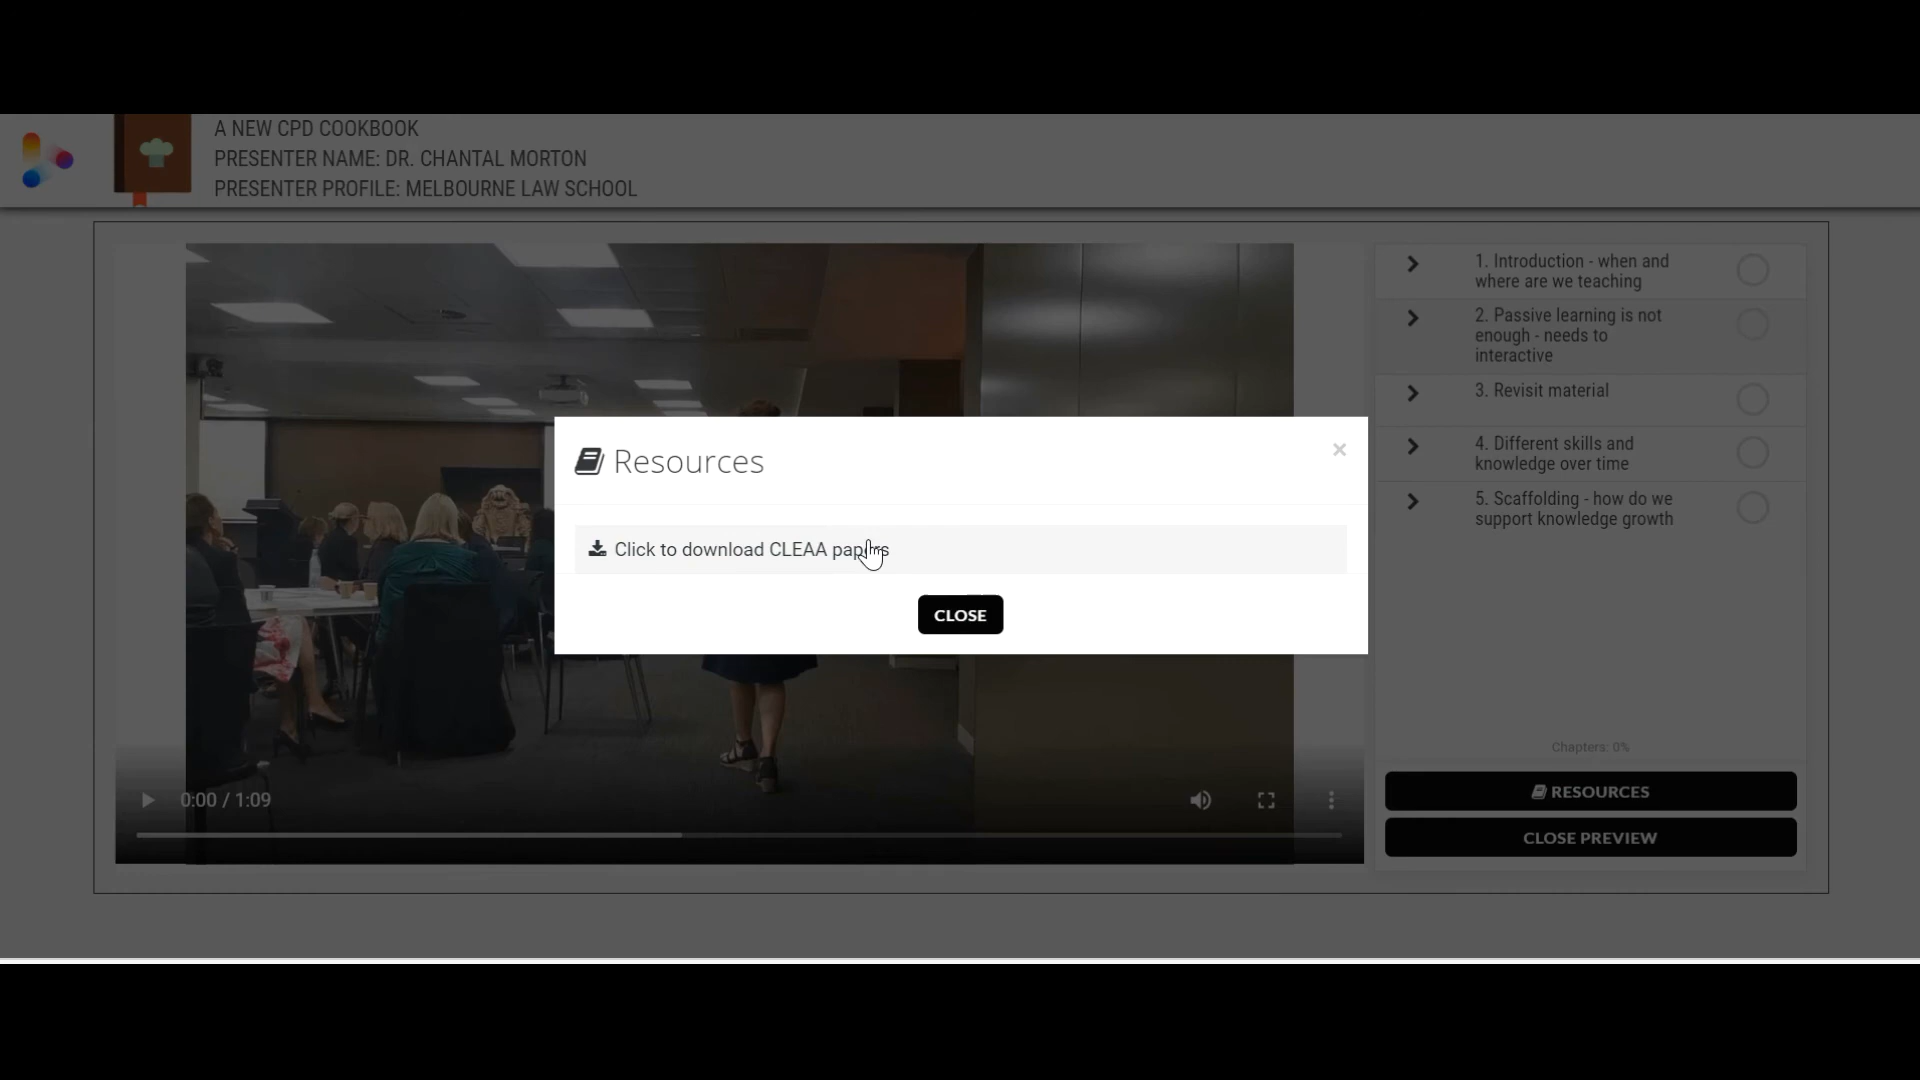 A NEW CPD COOKBOOK
PRESENTER NAME: DR. CHANTAL MORTON
PRESENTER PROFILE: MELBOURNE LAW SCHOOL
1. Introduction - when and
where are we teaching
2. Passive learning is not
enough - needs to
interactive
3. Revisit material
4. Different skills and
knowledge over time
5. Scaffolding - how do we
support knowledge growth
Resources
×
Click to download CLEAA papers
CLOSE
Chapters: 0%
0:00 / 1:09
RESOURCES
CLOSE PREVIEW